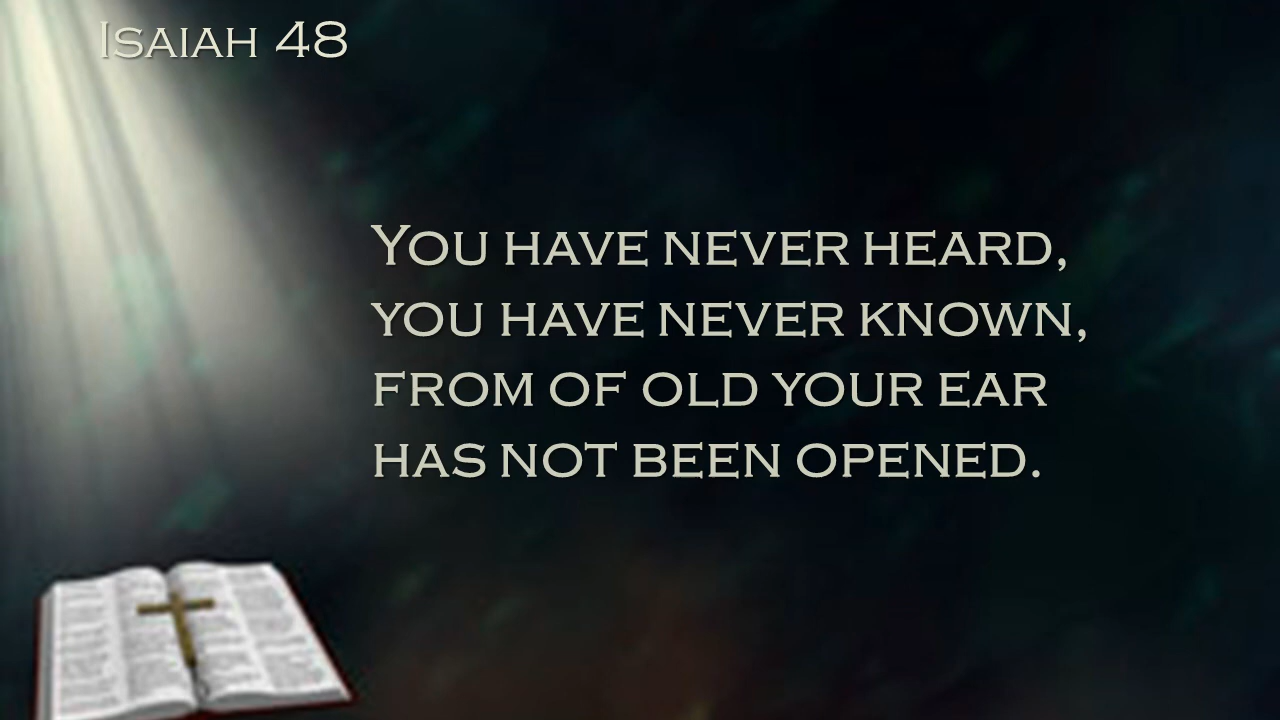 Isaiah 48
You have never heard,
you have never known,
from of old your ear
has not been opened.